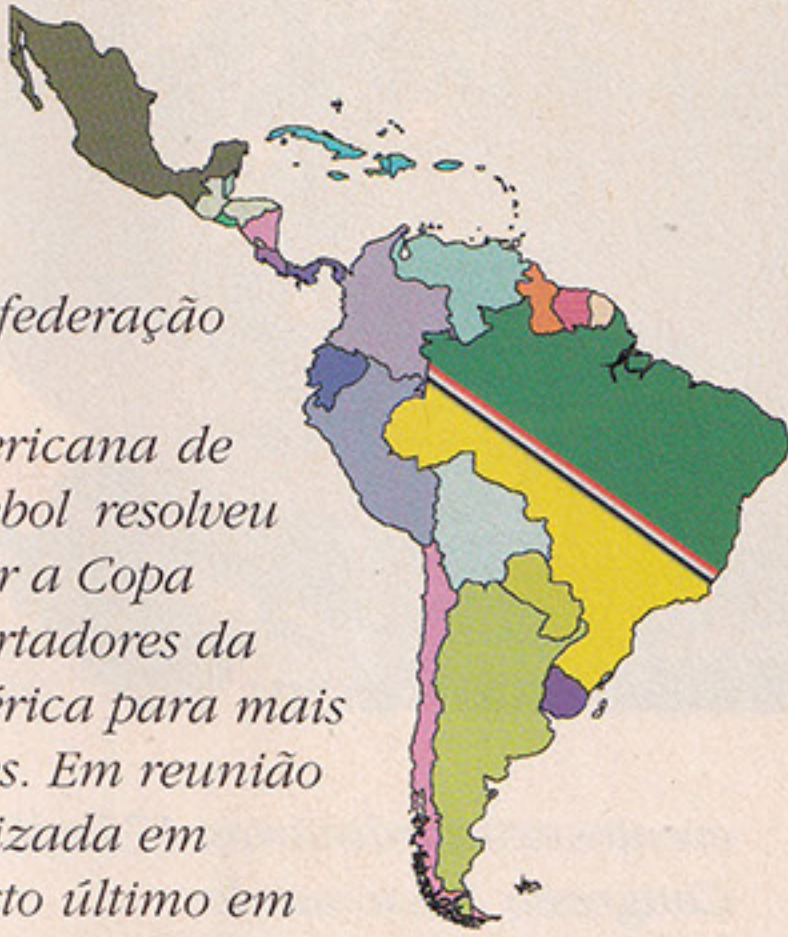 federação
ericana de
bol resolveu
r a Copa
rtadores da
érica para mais
s. Em reunião
izada em
to último em